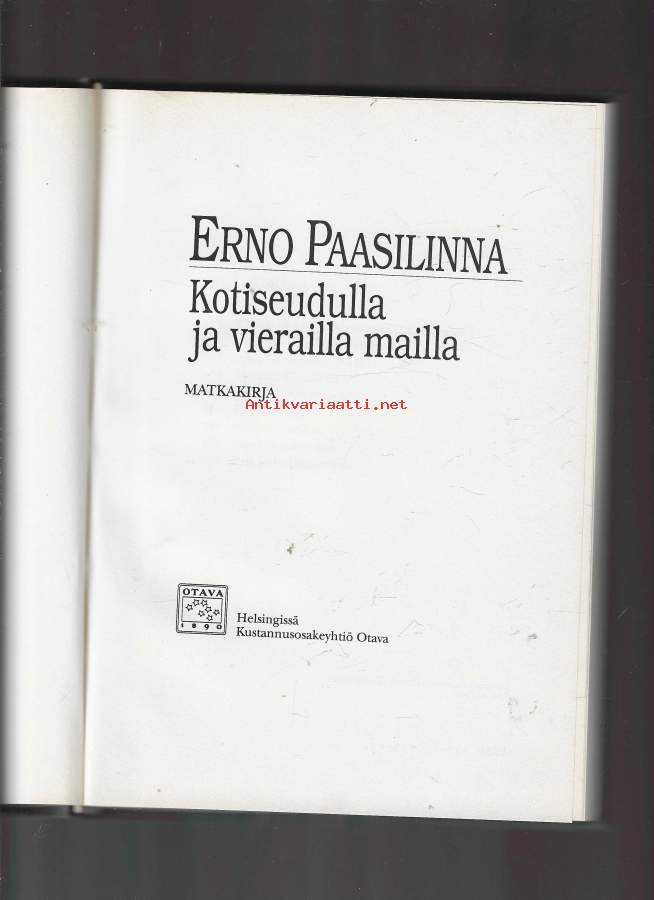 ERNO PAASILINNA
Kotiseudulla
ja vierailla mailla
MATKAKIRJA
Antikvariaatti.net
OTAVA
1890
Helsingissä
Kustannusosakeyhtiö Otava